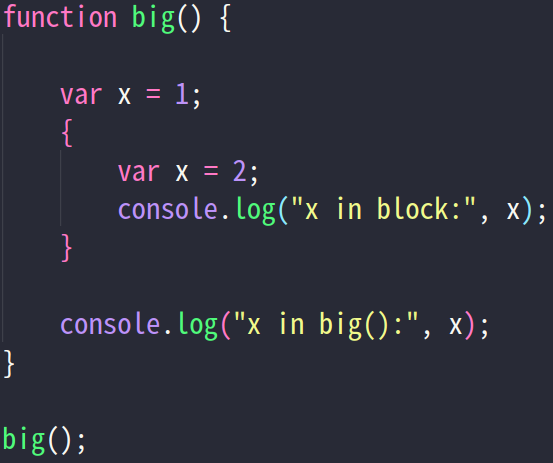 function big() {
    var x = 1;
    {
        var x = 2;
        console.log("x in block:", x);
    }
    console.log("x in big():", x);
}
big();